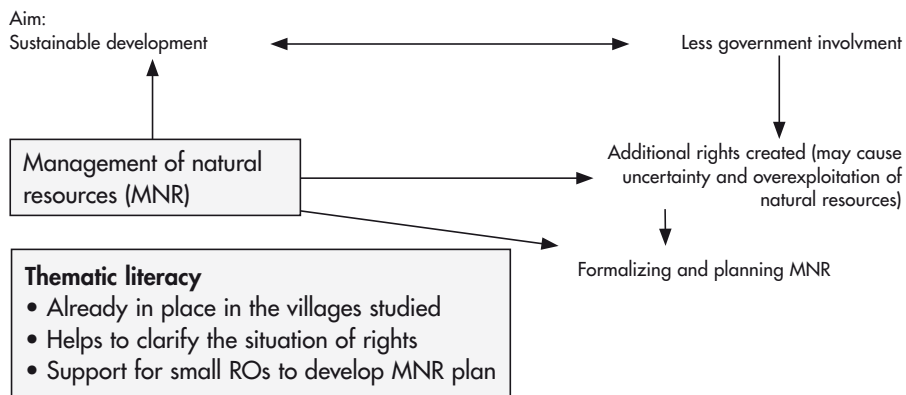 Aim:
Sustainable development
Less government involvment
Management of natural
resources (MNR)
Additional rights created (may cause
uncertainty and overexploitation of
natural resources)
Formalizing and planning MNR
Thematic literacy
• Already in place in the villages studied
• Helps to clarify the situation of rights
• Support for small ROs to develop MNR plan